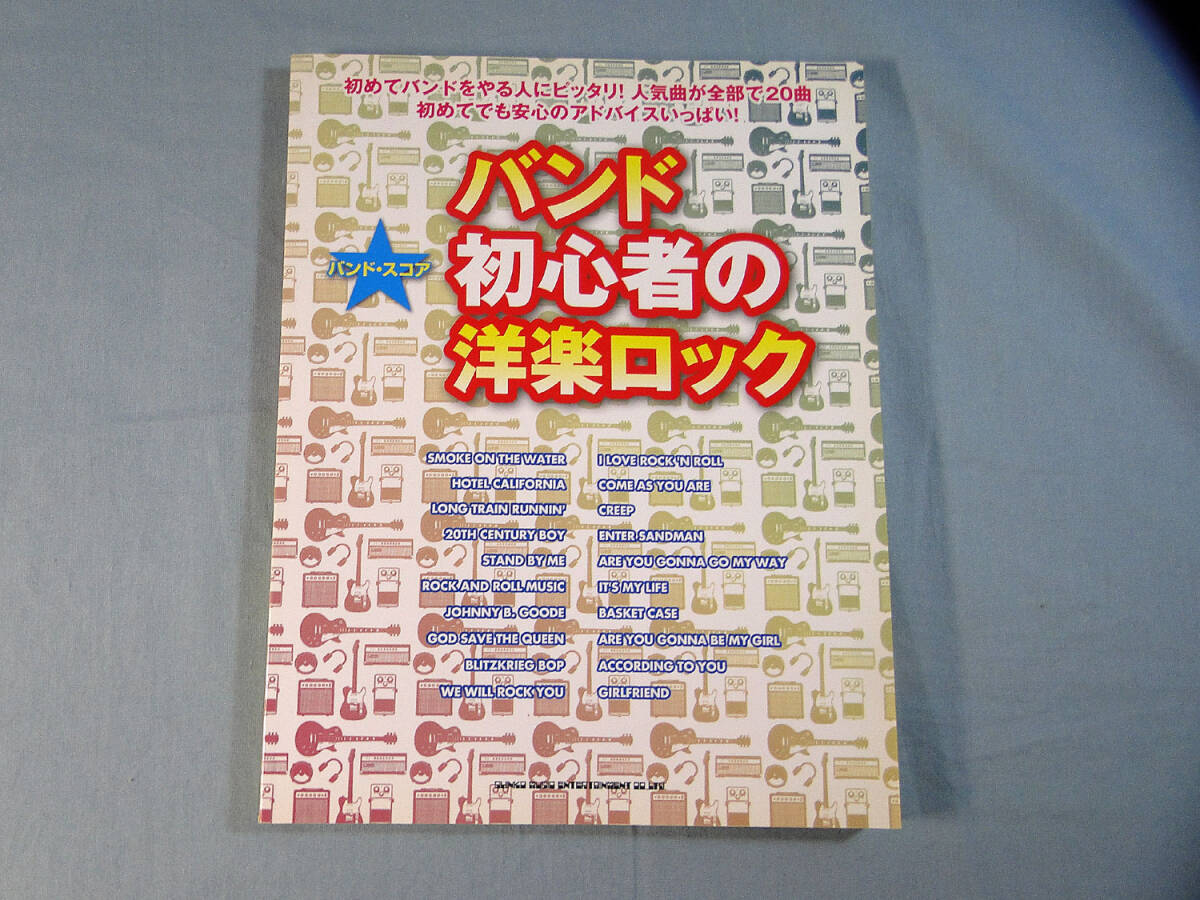 初めてバンドをやる人にピッタリ! 人気曲が全部で20曲
初めてでも安心のアドバイスいっぱい!
バンド・スコア
バンド
初心者の
洋楽ロック
SMOKE ON THE WATER
HOTEL CALIFORNIA
LONG TRAIN RUNNIN'
20TH CENTURY BOY
STAND BY ME
ROCK AND ROLL MUSIC
JOHNNY B. GOODE
GOD SAVE THE QUEEN
BLITZKRIEG BOP
WE WILL ROCK YOU
I LOVE ROCK 'N ROLL
COME AS YOU ARE
CREEP
ENTER SANDMAN
ARE YOU GONNA GO MY WAY
IT'S MY LIFE
BASKET CASE
ARE YOU GONNA BE MY GIRL
ACCORDING TO YOU
GIRLFRIEND
SHINKO MUSIC ENTERTAINMENT CO.,LTD.